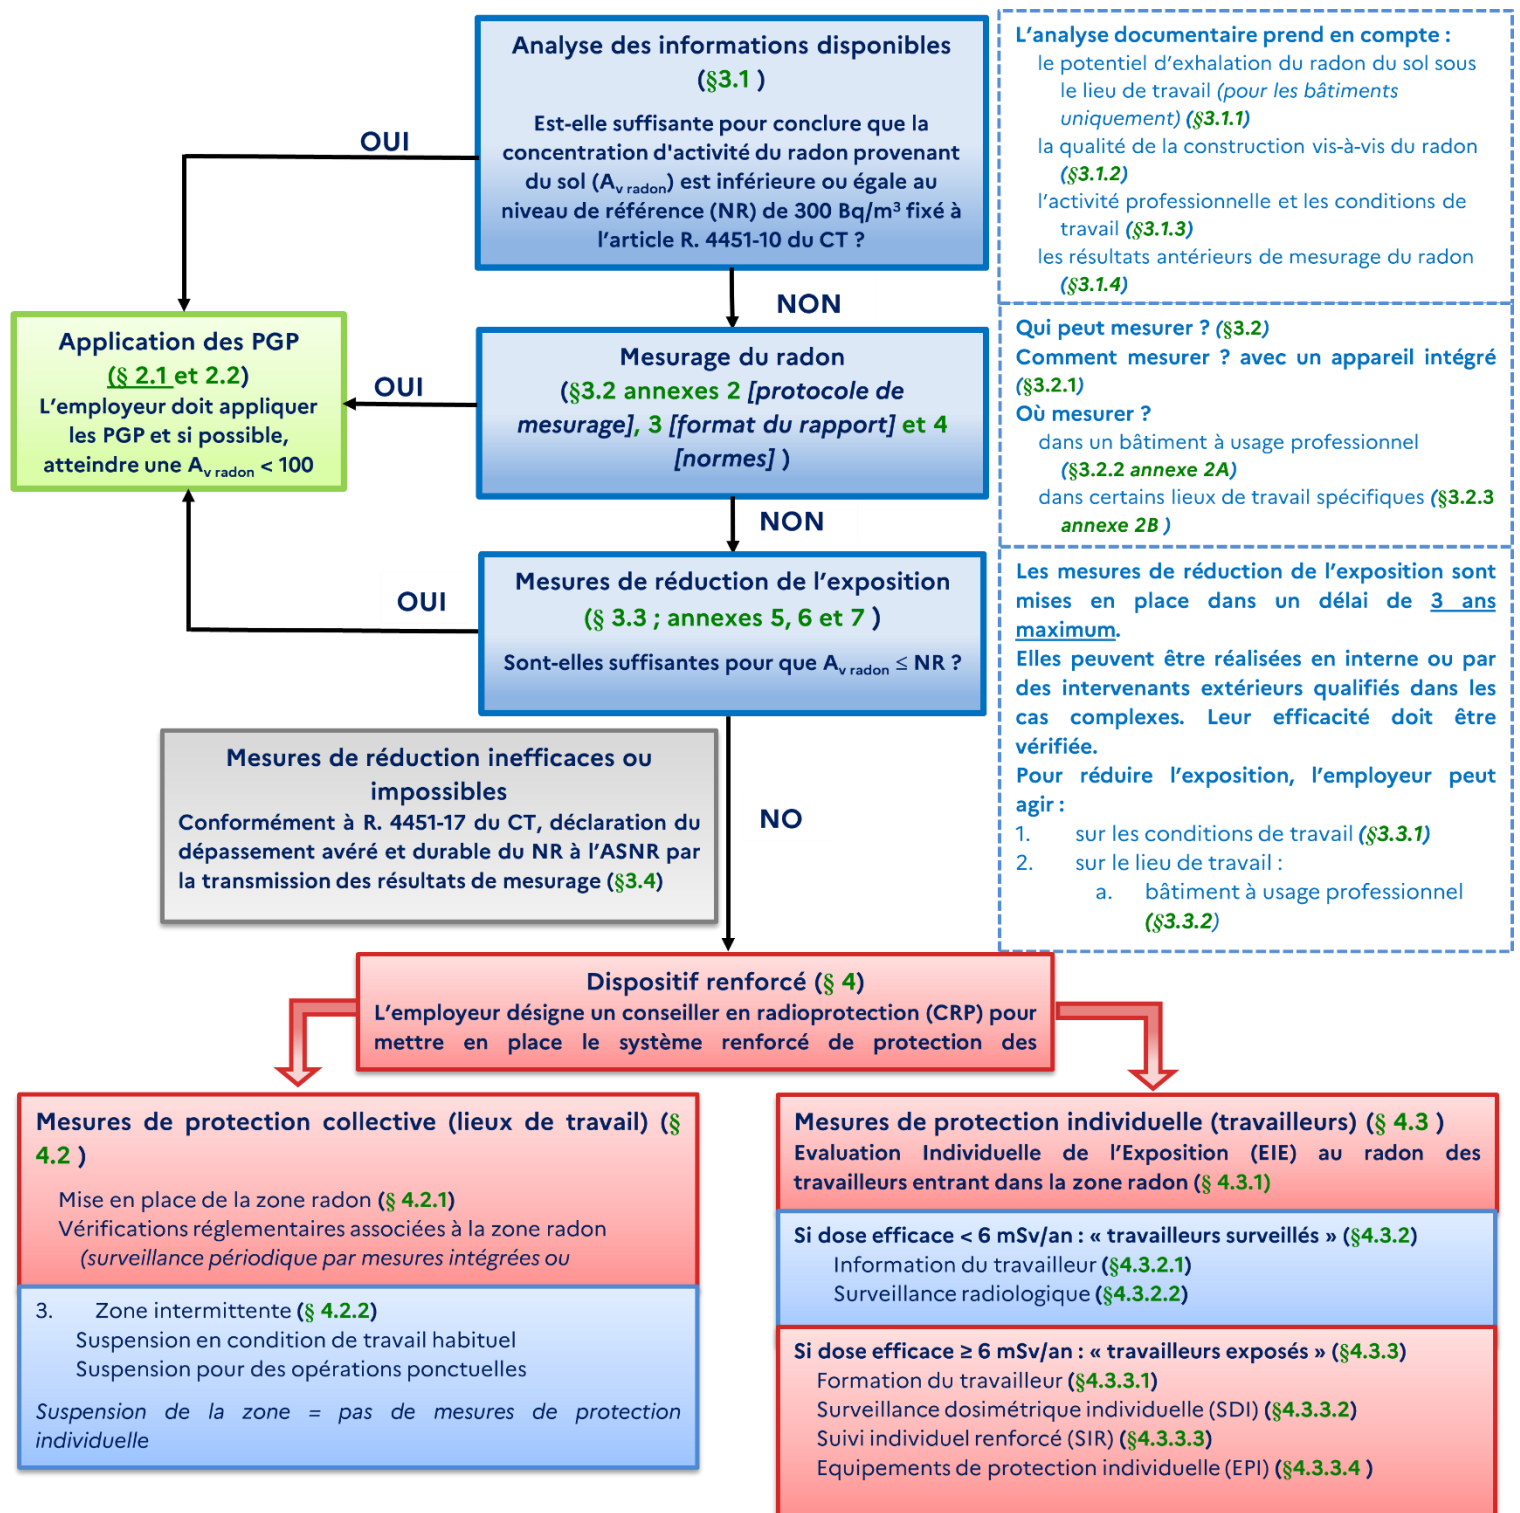 Analyse des informations disponibles
(§3.1 )
Est-elle suffisante pour conclure que la
concentration d'activité du radon provenant
du sol (Av radon) est inférieure ou égale au
niveau de référence (NR) de 300 Bq/m³ fixé à
l'article R. 4451-10 du CT ?
OUI
NON
L'analyse documentaire prend en compte :
le potentiel d'exhalation du radon du sol sous
le lieu de travail (pour les bâtiments
uniquement) (§3.1.1)
la qualité de la construction vis-à-vis du radon
(§3.1.2)
l'activité professionnelle et les conditions de
travail (§3.1.3)
les résultats antérieurs de mesurage du radon
(§3.1.4)
Application des PGP
(§ 2.1 et 2.2)
L'employeur doit appliquer
les PGP et si possible,
atteindre une Av radon < 100
OUI
Mesurage du radon
(§3.2 annexes 2 [protocole de
mesurage], 3 [format du rapport] et 4
[normes] )
NON
Qui peut mesurer ? (§3.2)
Comment mesurer ? avec un appareil intégré
(§3.2.1)
Où mesurer ?
dans un bâtiment à usage professionnel
(§3.2.2 annexe 2A)
dans certains lieux de travail spécifiques (§3.2.3
annexe 2B )
OUI
Mesures de réduction de l'exposition
(§ 3.3 ; annexes 5, 6 et 7 )
Sont-elles suffisantes pour que Av radon ≤ NR ?
Les mesures de réduction de l'exposition sont
mises en place dans un délai de 3 ans
maximum.
Elles peuvent être réalisées en interne ou par
des intervenants extérieurs qualifiés dans les
cas complexes. Leur efficacité doit être
vérifiée.
Pour réduire l'exposition, l'employeur peut
agir :
1. sur les conditions de travail (§3.3.1)
2. sur le lieu de travail :
a. bâtiment à usage professionnel
(§3.3.2)
Mesures de réduction inefficaces ou
impossibles
Conformément à R. 4451-17 du CT, déclaration du
dépassement avéré et durable du NR à l'ASNR par
la transmission des résultats de mesurage (§3.4)
NO
Dispositif renforcé (§ 4)
L'employeur désigne un conseiller en radioprotection (CRP) pour
mettre en place le système renforcé de protection des
Mesures de protection collective (lieux de travail) (§
4.2 )
Mise en place de la zone radon (§ 4.2.1)
Vérifications réglementaires associées à la zone radon
(surveillance périodique par mesures intégrées ou
3. Zone intermittente (§ 4.2.2)
Suspension en condition de travail habituel
Suspension pour des opérations ponctuelles
Suspension de la zone = pas de mesures de protection
individuelle
Mesures de protection individuelle (travailleurs) (§ 4.3 )
Evaluation Individuelle de l'Exposition (EIE) au radon des
travailleurs entrant dans la zone radon (§ 4.3.1)
Si dose efficace < 6 mSv/an : « travailleurs surveillés » (§4.3.2)
Information du travailleur (§4.3.2.1)
Surveillance radiologique (§4.3.2.2)
Si dose efficace ≥ 6 mSv/an : « travailleurs exposés » (§4.3.3)
Formation du travailleur (§4.3.3.1)
Surveillance dosimétrique individuelle (SDI) (§4.3.3.2)
Suivi individuel renforcé (SIR) (§4.3.3.3)
Equipements de protection individuelle (EPI) (§4.3.3.4 )